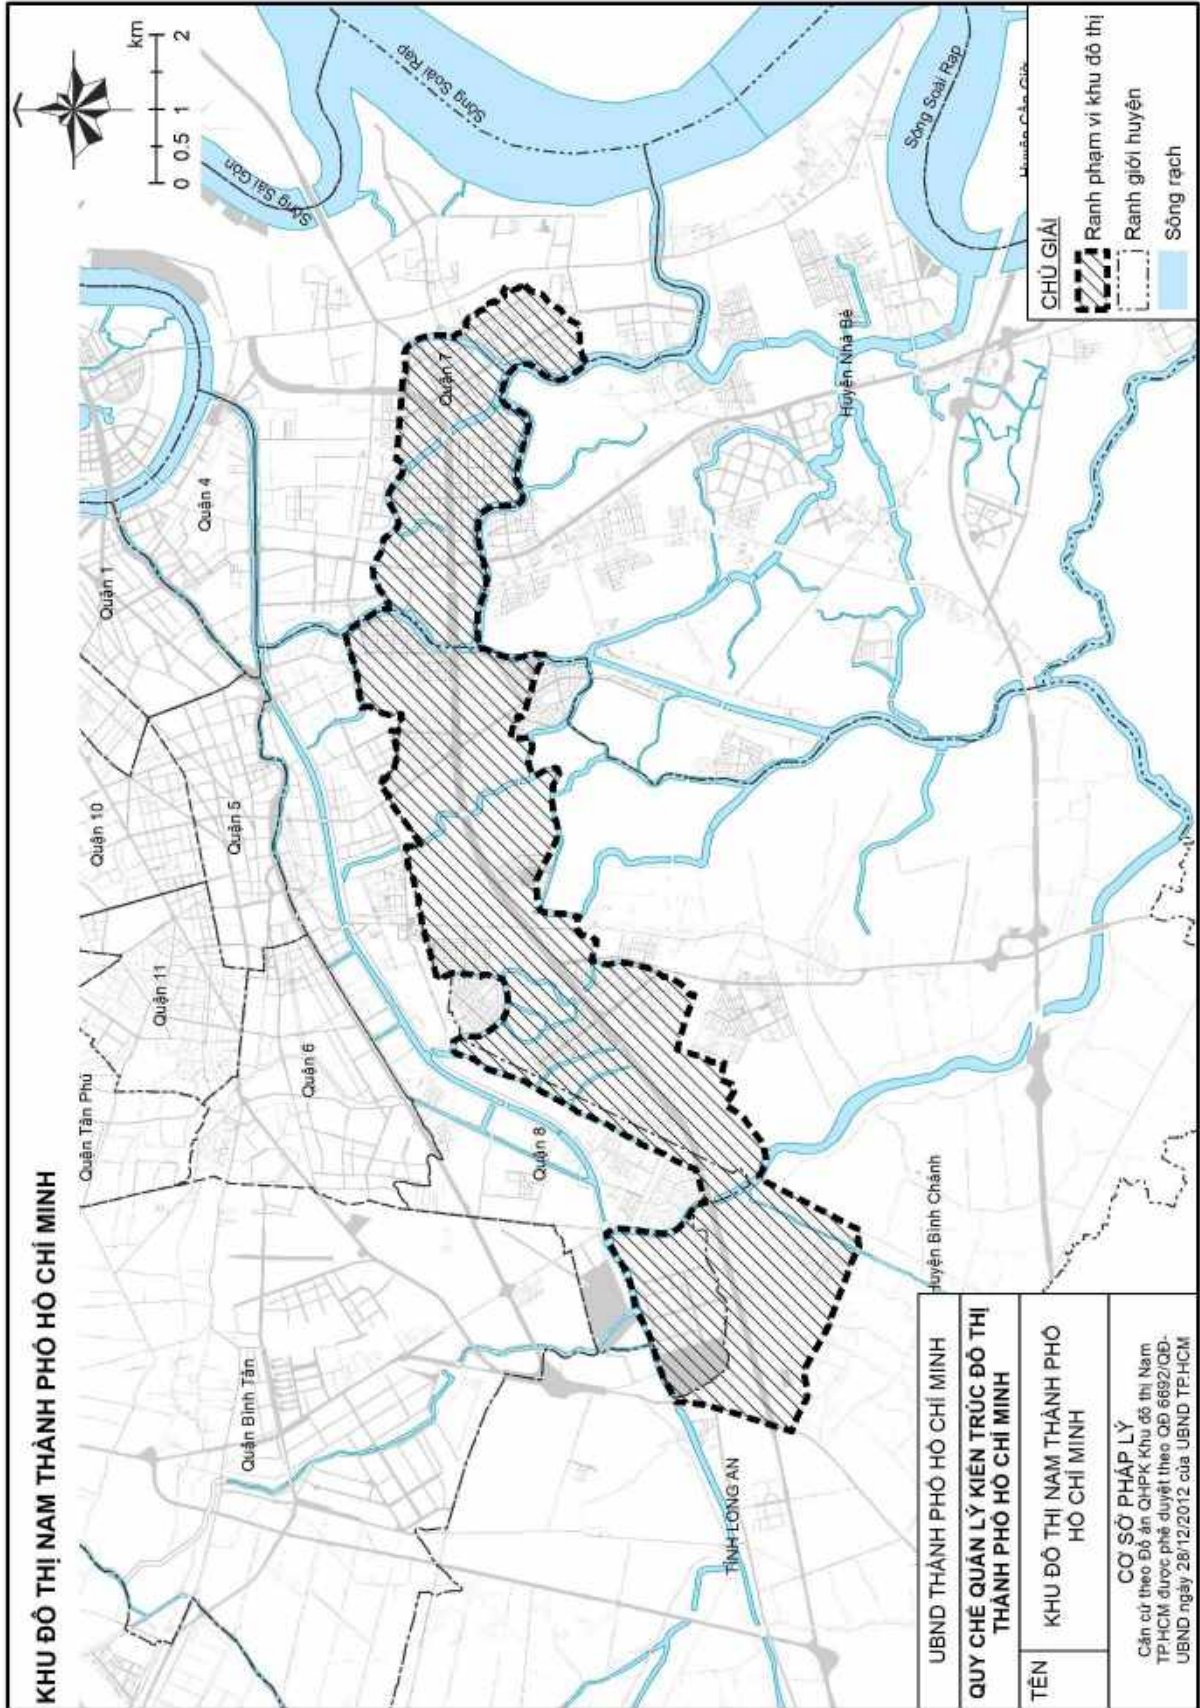 KHU ĐÔ THỊ NAM THÀNH PHỐ HỒ CHÍ MINH
km
0 0.5 1 2
Quận Tân Phú
Quận 11
Quận 10
Quận 1
Quận 4
Quận 5
Quận 6
Quận 7
Quận 8
Quận Bình Tân
Sông Sài Gòn
Sông Soài Rạp
Sông Soài Rạp
Huyện Nhà Bè
Huyện Bình Chánh
TỈNH LONG AN
CHÚ GIẢI
Ranh phạm vi khu đô thị
Ranh giới huyện
Sông rạch
UBND THÀNH PHỐ HỒ CHÍ MINH
QUY CHẾ QUẢN LÝ KIẾN TRÚC ĐÔ THỊ
THÀNH PHỐ HỒ CHÍ MINH
TÊN
KHU ĐÔ THỊ NAM THÀNH PHỐ
HỒ CHÍ MINH
CƠ SỞ PHÁP LÝ
Căn cứ theo Đồ án QHPK Khu đô thị Nam
TP.HCM được phê duyệt theo QĐ 6692/QĐ-
UBND ngày 28/12/2012 của UBND TP.HCM